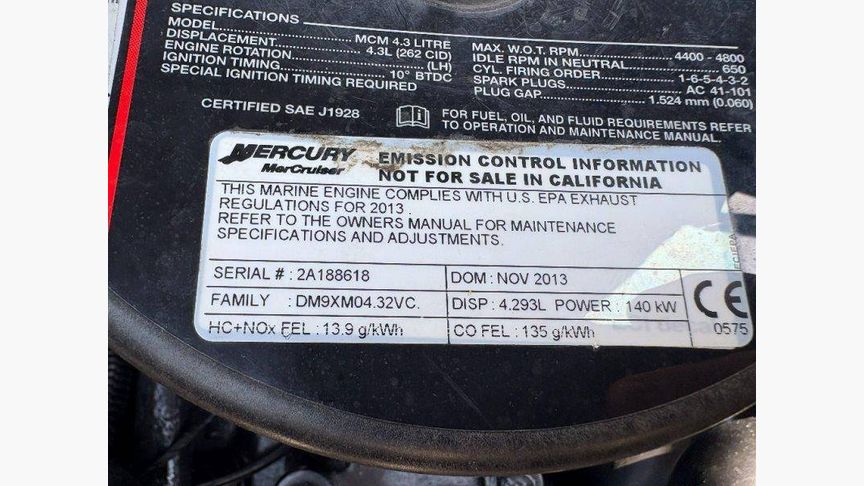 SPECIFICATIONS
MODEL MCM 4.3 LITRE
DISPLACEMENT 4.3L (262 CID)
ENGINE ROTATION (LH)
IGNITION TIMING 10° BTDC
SPECIAL IGNITION TIMING REQUIRED
MAX. W.O.T. RPM 4400 - 4800
IDLE RPM IN NEUTRAL 650
CYL. FIRING ORDER 1-6-5-4-3-2
SPARK PLUGS AC 41-101
PLUG GAP 1.524 mm (0.060)
CERTIFIED SAE J1928
FOR FUEL, OIL, AND FLUID REQUIREMENTS REFER
TO OPERATION AND MAINTENANCE MANUAL.
MERCURY
MerCruiser
EMISSION CONTROL INFORMATION
NOT FOR SALE IN CALIFORNIA
THIS MARINE ENGINE COMPLIES WITH U.S. EPA EXHAUST
REGULATIONS FOR 2013.
REFER TO THE OWNERS MANUAL FOR MAINTENANCE
SPECIFICATIONS AND ADJUSTMENTS.
SERIAL # : 2A188618
DOM : NOV 2013
FAMILY : DM9XM04.32VC.
DISP : 4.293L POWER : 140 kW
HC+NOx FEL : 13.9 g/kWh
CO FEL : 135 g/kWh
CE
0575